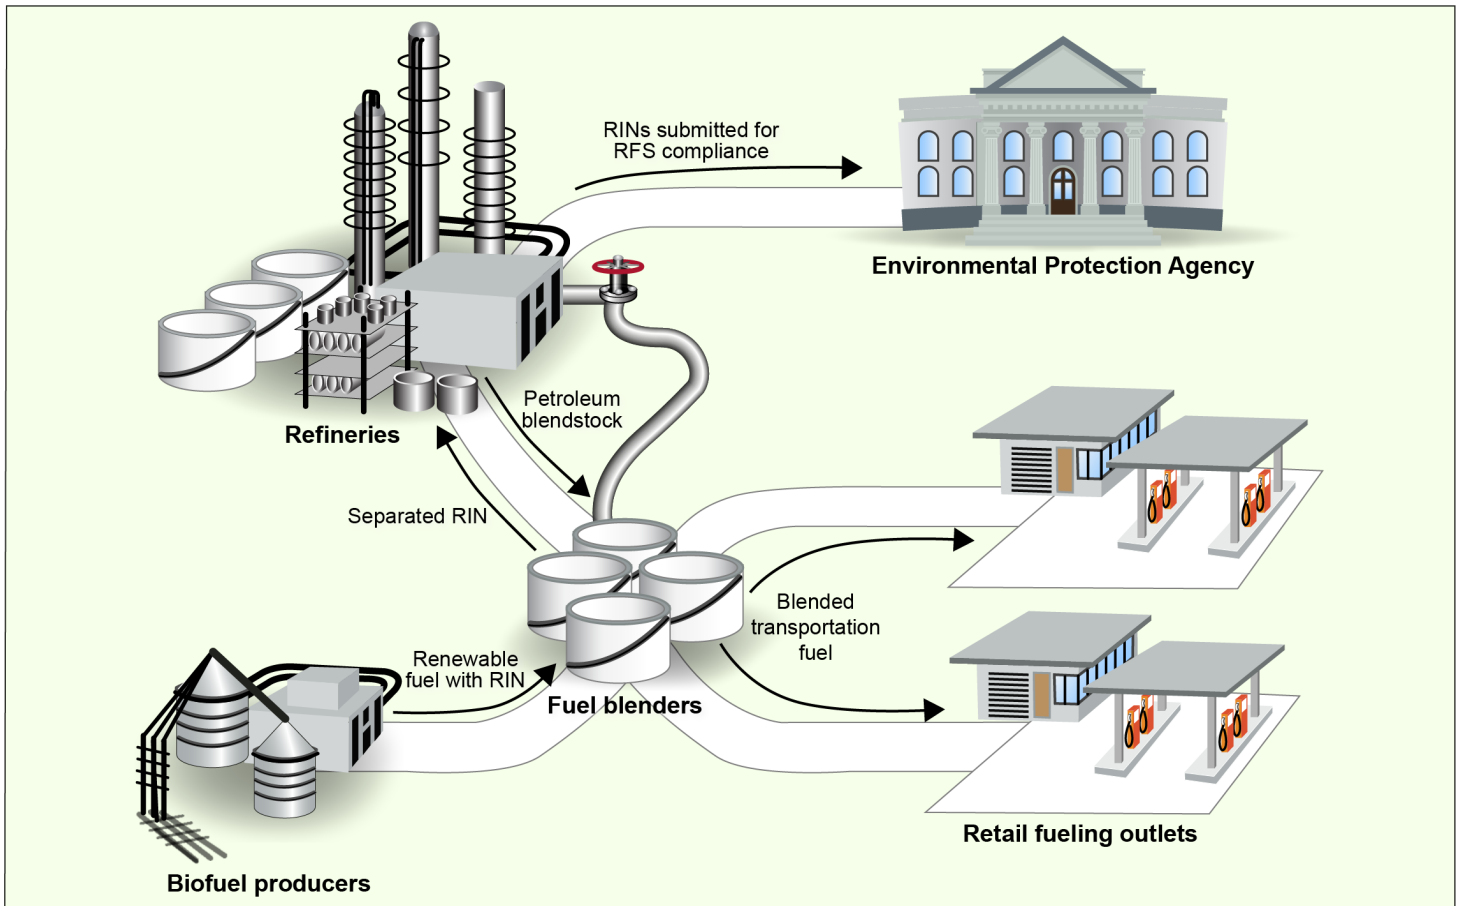 RINs submitted for
RFS compliance
Environmental Protection Agency
Petroleum
blendstock
Refineries
Separated RIN
Blended
transportation
fuel
Renewable
fuel with RIN
Fuel blenders
Retail fueling outlets
Biofuel producers